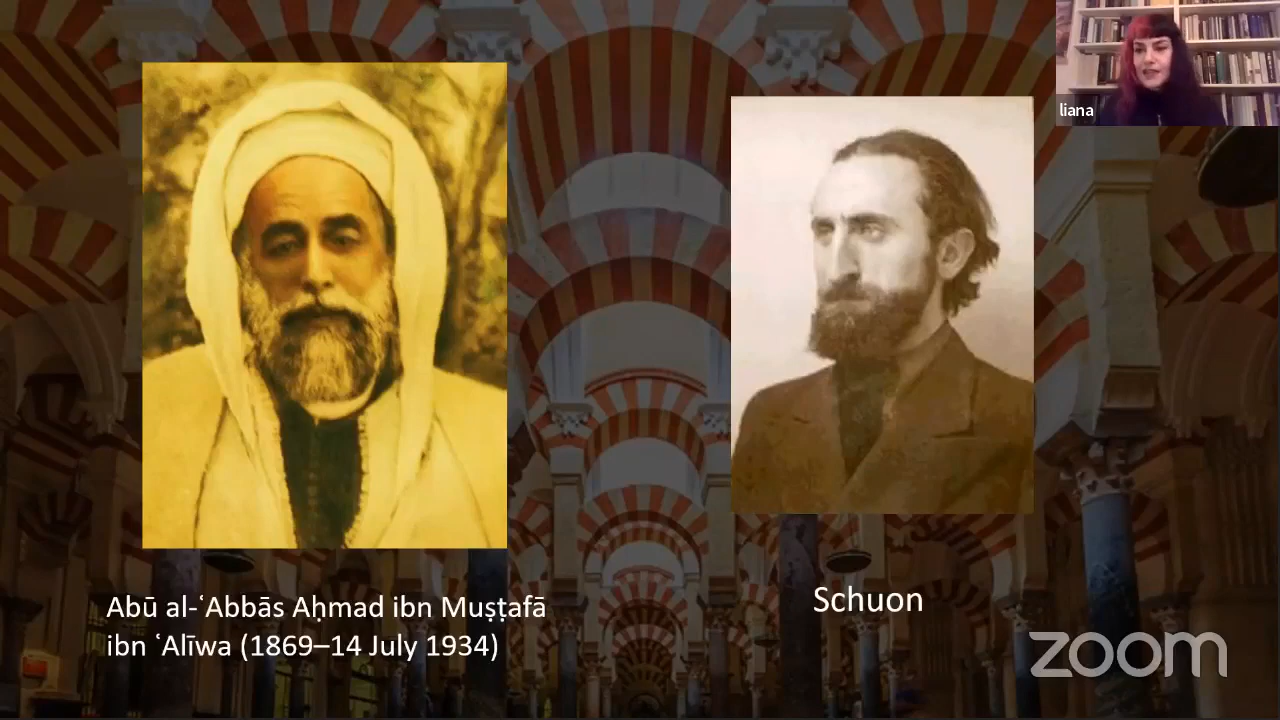 liana
Abū al-ʿAbbās Aḥmad ibn Muṣṭafā
ibn ʿAlīwa (1869–14 July 1934)
Schuon
zoom